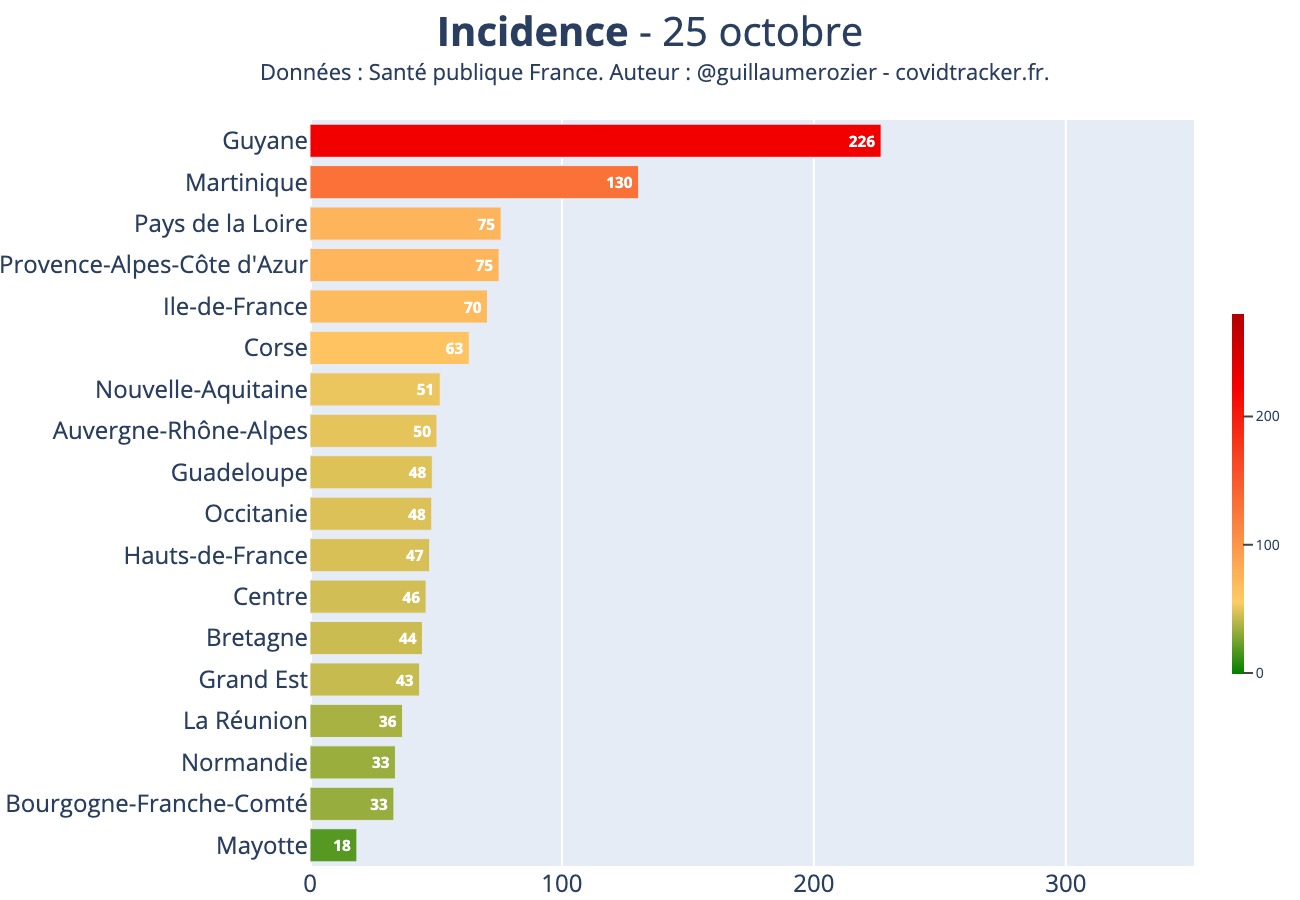 Incidence - 25 octobre
Données : Santé publique France. Auteur : @guillaumerozier - covidtracker.fr.
Guyane 226
Martinique 130
Pays de la Loire 75
Provence-Alpes-Côte d'Azur 75
Ile-de-France 70
Corse 63
Nouvelle-Aquitaine 51
Auvergne-Rhône-Alpes 50
Guadeloupe 48
Occitanie 48
Hauts-de-France 47
Centre 46
Bretagne 44
Grand Est 43
La Réunion 36
Normandie 33
Bourgogne-Franche-Comté 33
Mayotte 18
0 100 200 300
200
100
0